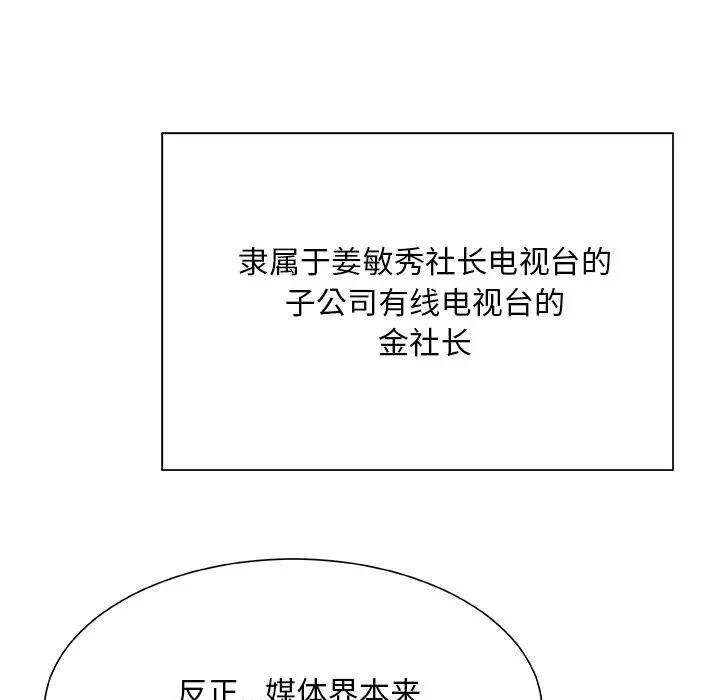 隶属于姜敏秀社长电视台的
子公司有线电视台的
金社长
反正...媒体界本来